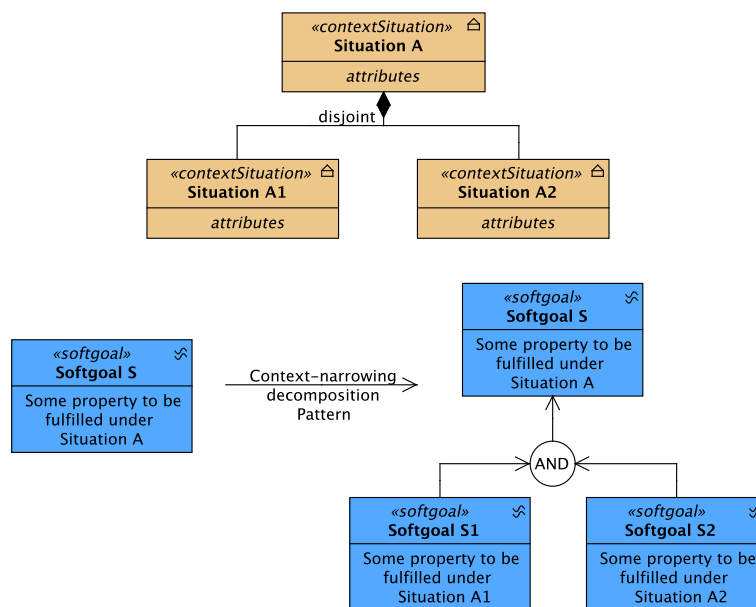 «contextSituation»
Situation A
attributes
disjoint
«contextSituation»
Situation A1
attributes
«contextSituation»
Situation A2
attributes
«softgoal»
Softgoal S
Some property to be
fulfilled under
Situation A
Context-narrowing
decomposition
Pattern
«softgoal»
Softgoal S
Some property to be
fulfilled under
Situation A
AND
«softgoal»
Softgoal S1
Some property to be
fulfilled under
Situation A1
«softgoal»
Softgoal S2
Some property to be
fulfilled under
Situation A2